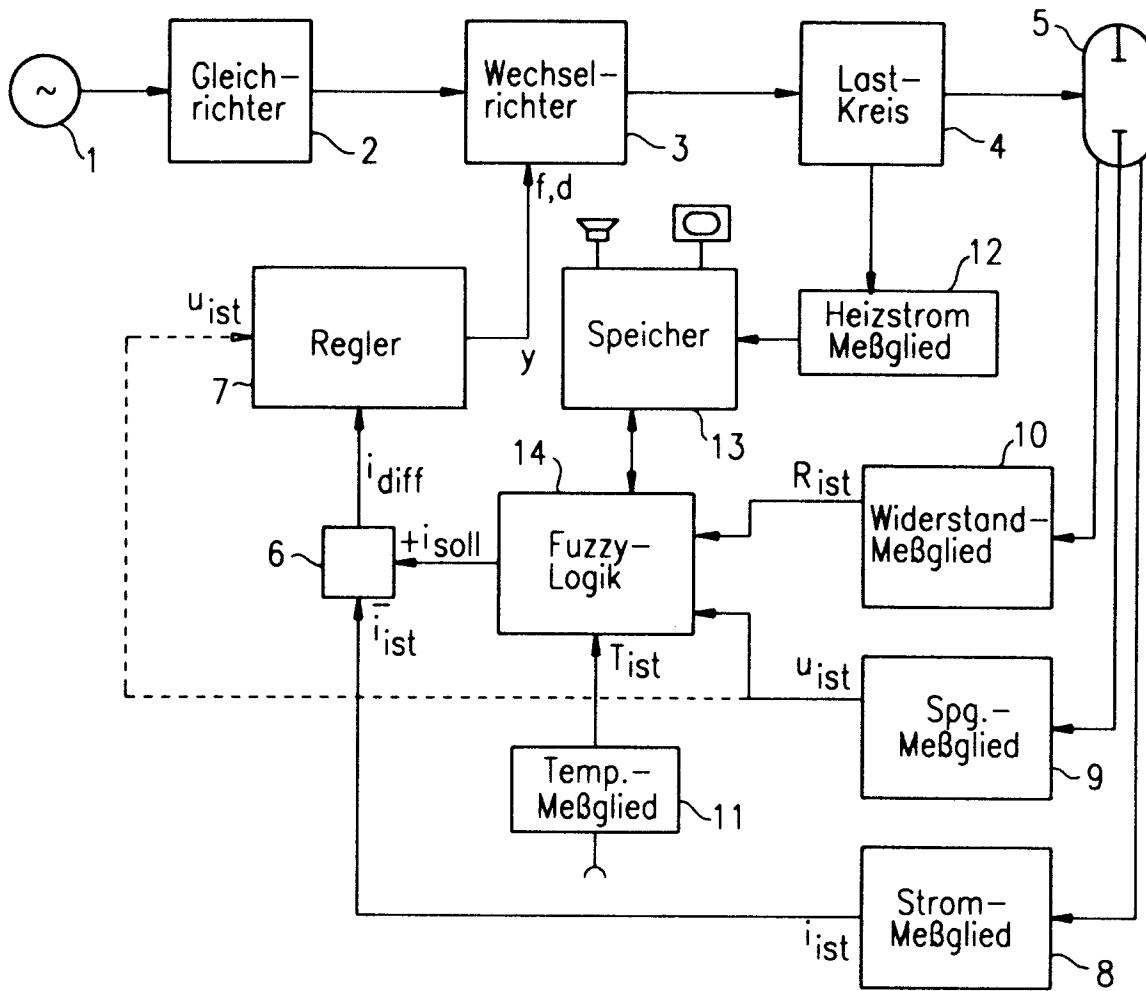 5
Gleich-
richter
Wechsel-
richter
Last-
Kreis
~
1
2
3
4
f,d
12
u_ist
Heizstrom
Meßglied
Regler
Speicher
y
7
13
10
14
i_diff
R_ist
Widerstand-
Meßglied
6
+i_soll
Fuzzy-
Logik
-
i_ist
T_ist
u_ist
Spg.-
Meßglied
9
Temp.-
Meßglied
11
Strom-
Meßglied
i_ist
8